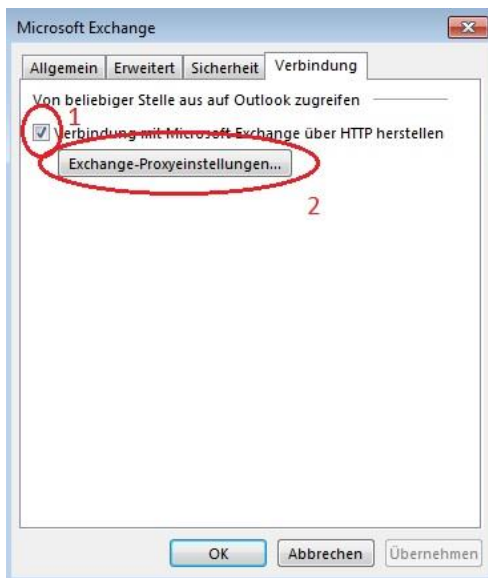 Microsoft Exchange
Allgemein Erweitert Sicherheit Verbindung
Von beliebiger Stelle aus auf Outlook zugreifen
1
Verbindung mit Microsoft Exchange über HTTP herstellen
Exchange-Proxyeinstellungen...
2
OK Abbrechen Übernehmen